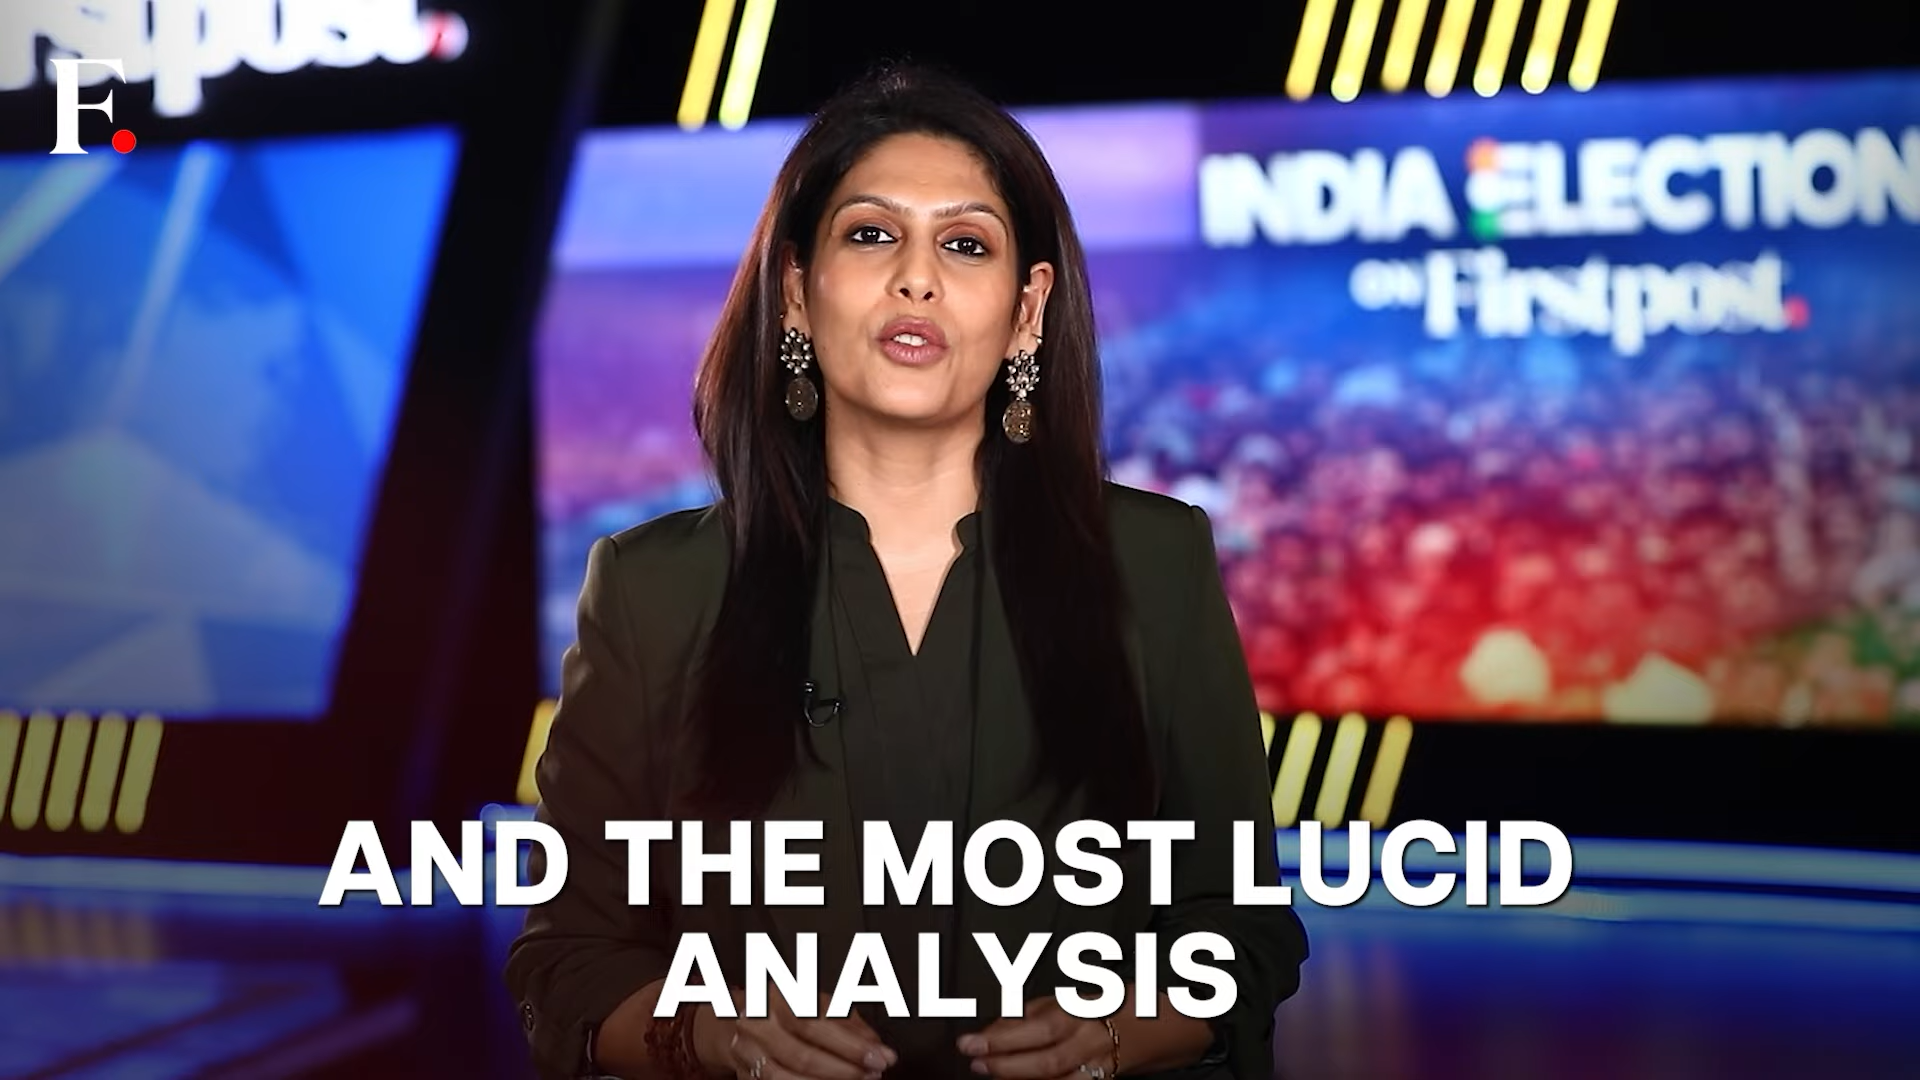 F.
INDIA ELECTION
ON Firstpost.
AND THE MOST LUCID
ANALYSIS